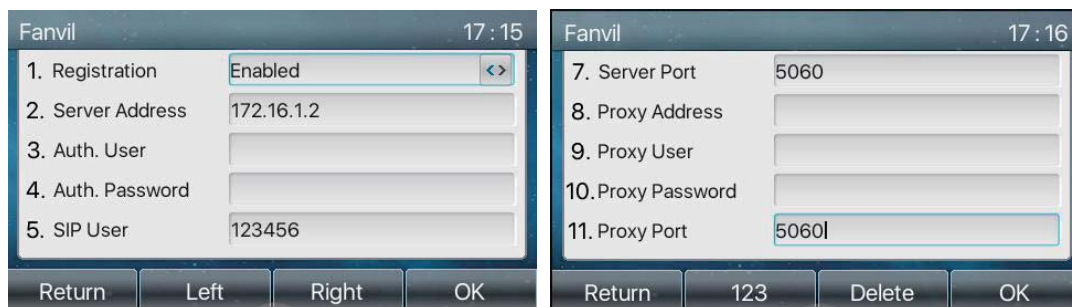 Fanvil 17:15
1. Registration Enabled <>
2. Server Address 172.16.1.2
3. Auth. User
4. Auth. Password
5. SIP User 123456
Return Left Right OK
Fanvil 17:16
7. Server Port 5060
8. Proxy Address
9. Proxy User
10. Proxy Password
11. Proxy Port 5060
Return 123 Delete OK